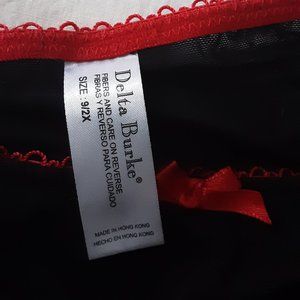 Delta Burke®
FIBERS AND CARE ON REVERSE
FIBRAS Y REVERSO PARA CUIDADO
SIZE : 9/2X
MADE IN HONG KONG
HECHO EN HONG KONG